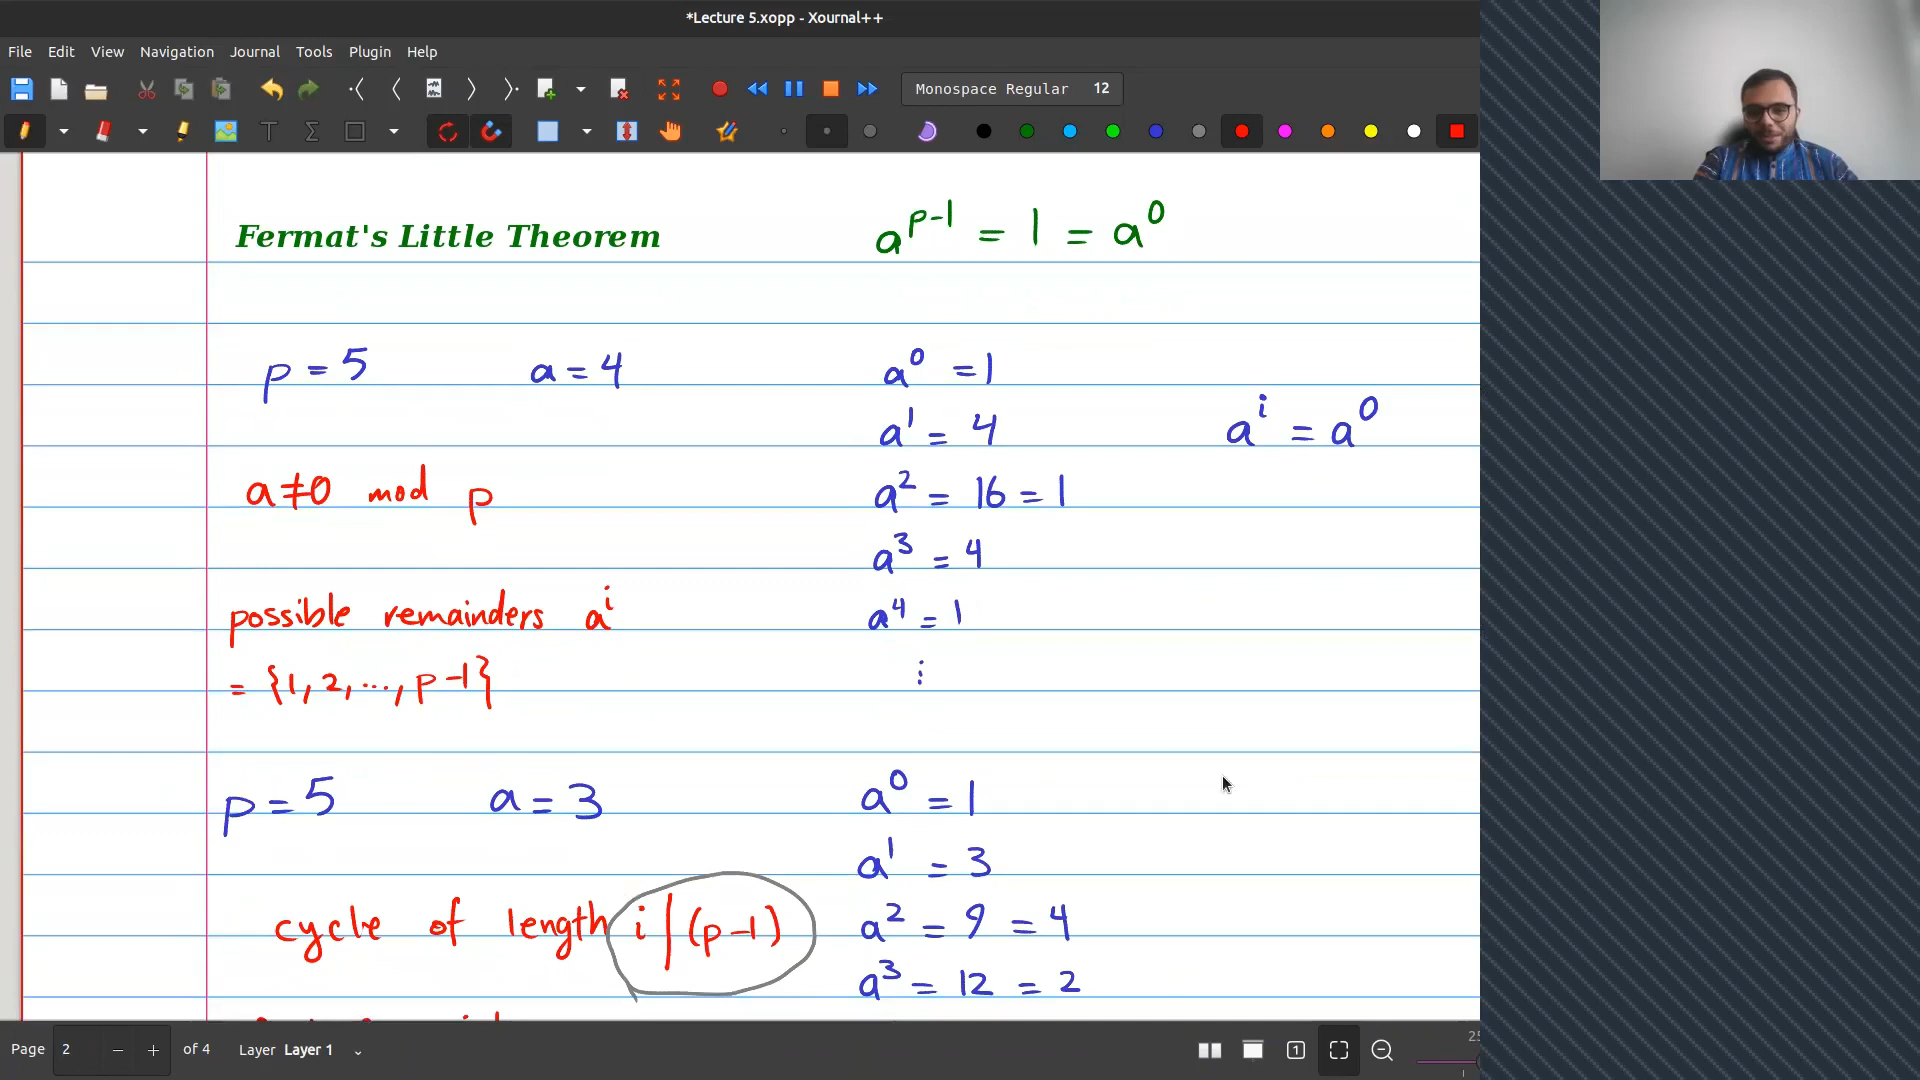 *Lecture 5.xopp - Xournal++
File Edit View Navigation Journal Tools Plugin Help
Monospace Regular 12
Fermat's Little Theorem
a^{p-1} = 1 = a^0
p = 5 a = 4
a^0 = 1
a^1 = 4
a^i = a^0
a ≠ 0 mod p
a^2 = 16 = 1
a^3 = 4
possible remainders a^i
a^4 = 1
= {1, 2, ..., p-1}
⋮
p = 5 a = 3
a^0 = 1
a^1 = 3
cycle of length i | (p-1)
a^2 = 9 = 4
a^3 = 12 = 2
Page 2 − + of 4 Layer Layer 1